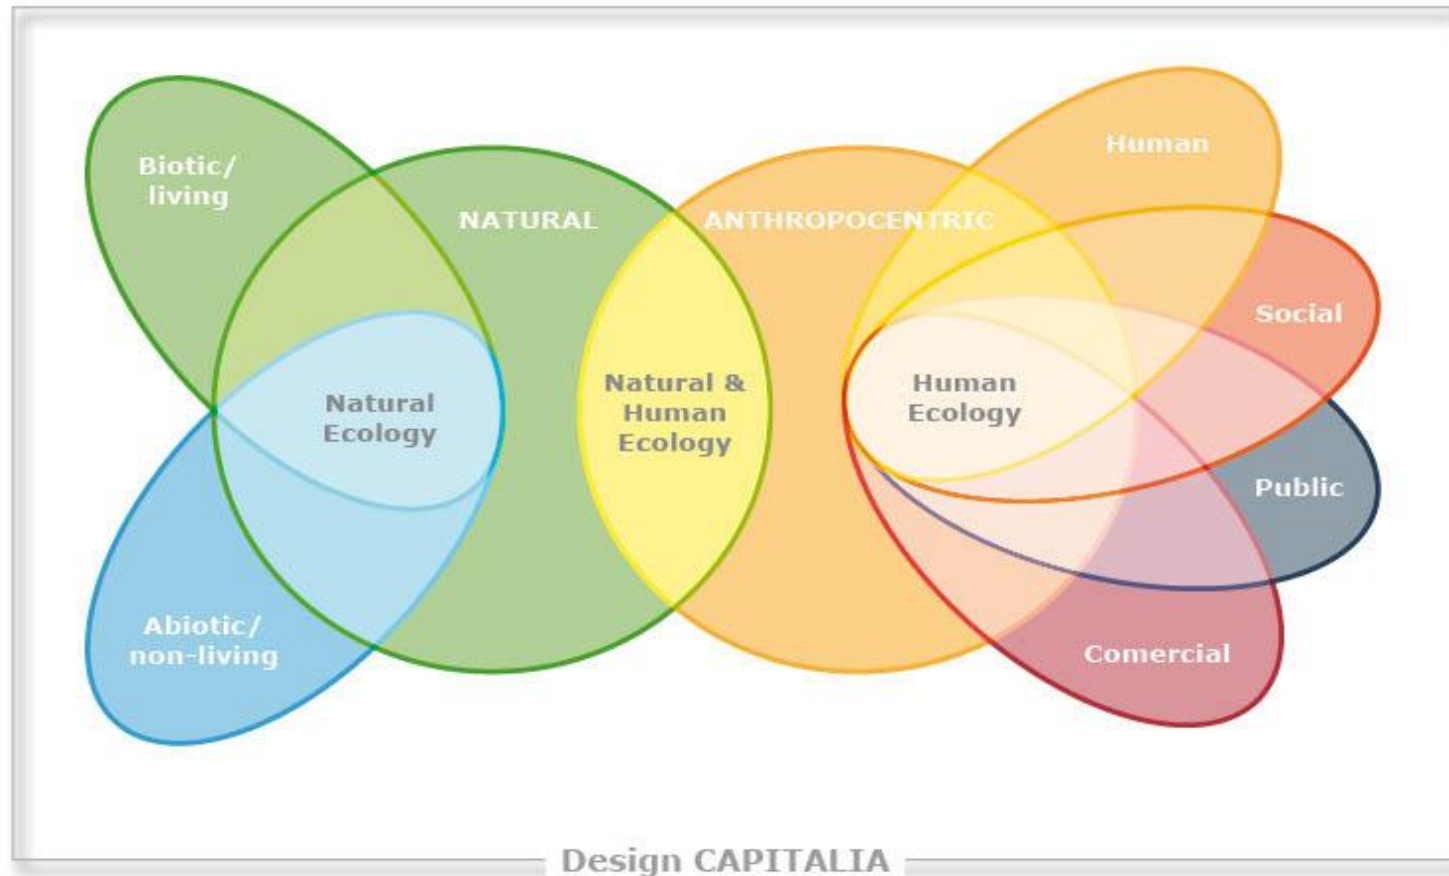 Biotic/
living
NATURAL
ANTHROPOCENTRIC
Human
Social
Natural
Ecology
Natural &
Human
Ecology
Human
Ecology
Public
Abiotic/
non-living
Comercial
Design CAPITALIA